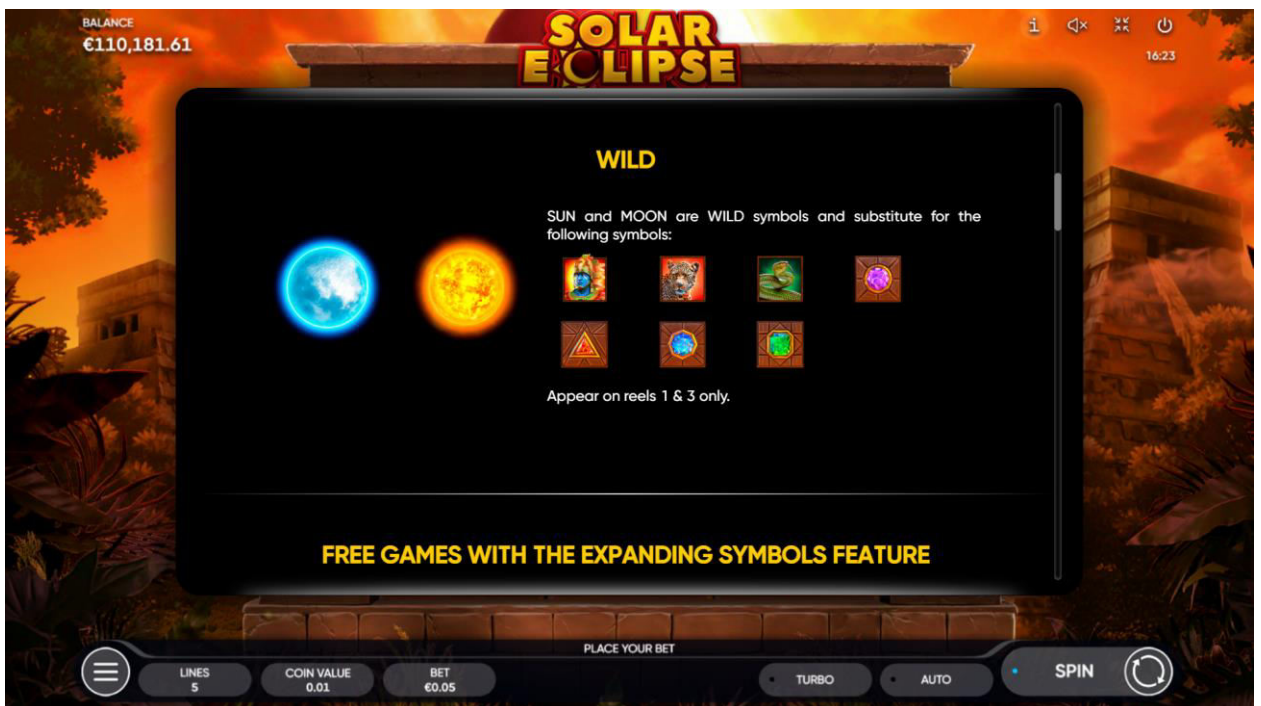 BALANCE
€110,181.61
SOLAR
ECLIPSE
i
16:23
WILD
SUN and MOON are WILD symbols and substitute for the
following symbols:
Appear on reels 1 & 3 only.
FREE GAMES WITH THE EXPANDING SYMBOLS FEATURE
PLACE YOUR BET
LINES
5
COIN VALUE
0.01
BET
€0.05
TURBO
AUTO
SPIN